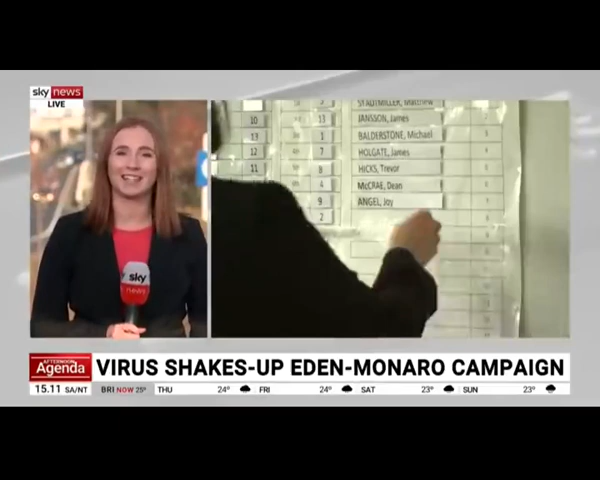 sky news
LIVE
STADTMILLER, Matthew
10 13 JANSSON, James
13 1 BALDERSTONE, Michael
12 7 HOLGATE, James
11 8 HICKS, Trevor
4 McCRAE, Dean
9 ANGEL, Joy
2
sky
news
AFTERNOON
Agenda
VIRUS SHAKES-UP EDEN-MONARO CAMPAIGN
15.11 SA/NT BRI NOW 25° THU 24° FRI 24° SAT 23° SUN 23°